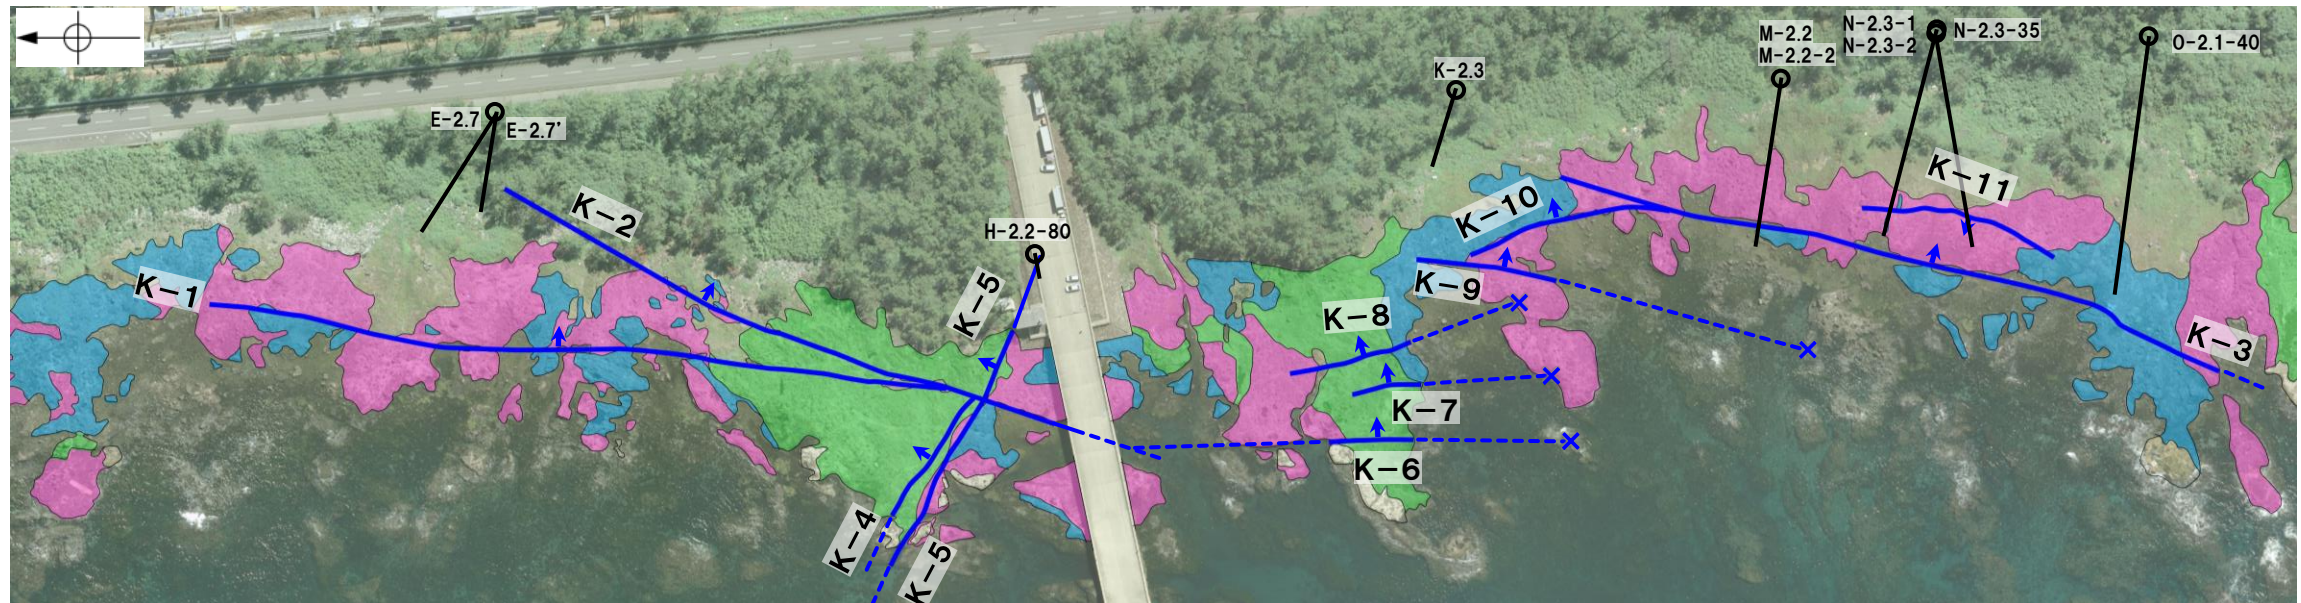 N-2.3-1
N-2.3-2
N-2.3-35
M-2.2
M-2.2-2
O-2.1-40
K-2.3
E-2.7
E-2.7'
K-11
K-2
K-10
H-2.2-80
K-1
K-9
K-5
K-8
K-3
K-7
K-6
K-4
K-5